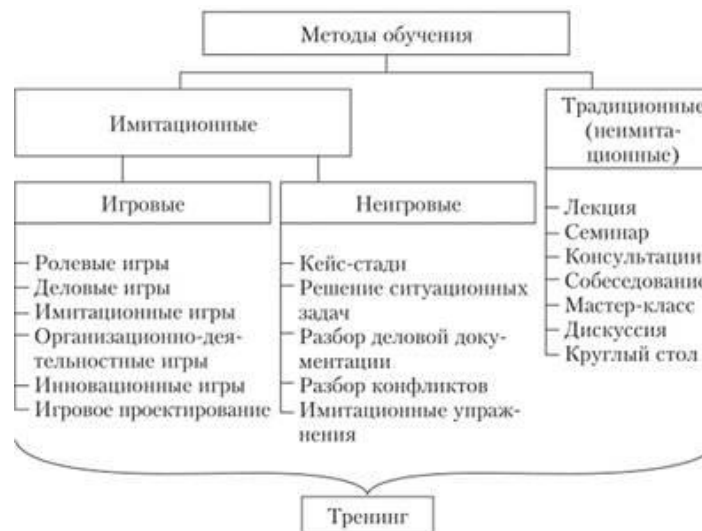 Методы обучения
Имитационные
Традиционные
(неимита-
ционные)
Игровые
Ролевые игры
Деловые игры
Имитационные игры
Организационно-дея-
тельностные игры
Инновационные игры
Игровое проектирование
Неигровые
Кейс-стади
Решение ситуационных
задач
Разбор деловой доку-
ментации
Разбор конфликтов
Имитационные упраж-
нения
Лекция
Семинар
Консультации
Собеседование
Мастер-класс
Дискуссия
Круглый стол
Тренинг